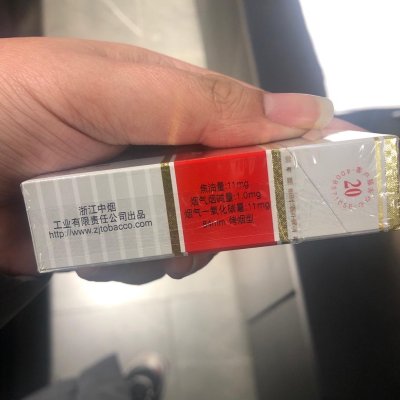 浙江中烟
工业有限责任公司出品
http://www.zjtobacco.com
焦油量:11mg
烟气烟碱量:1.0mg
烟气一氧化碳量:11mg
84mm 烤烟型
20